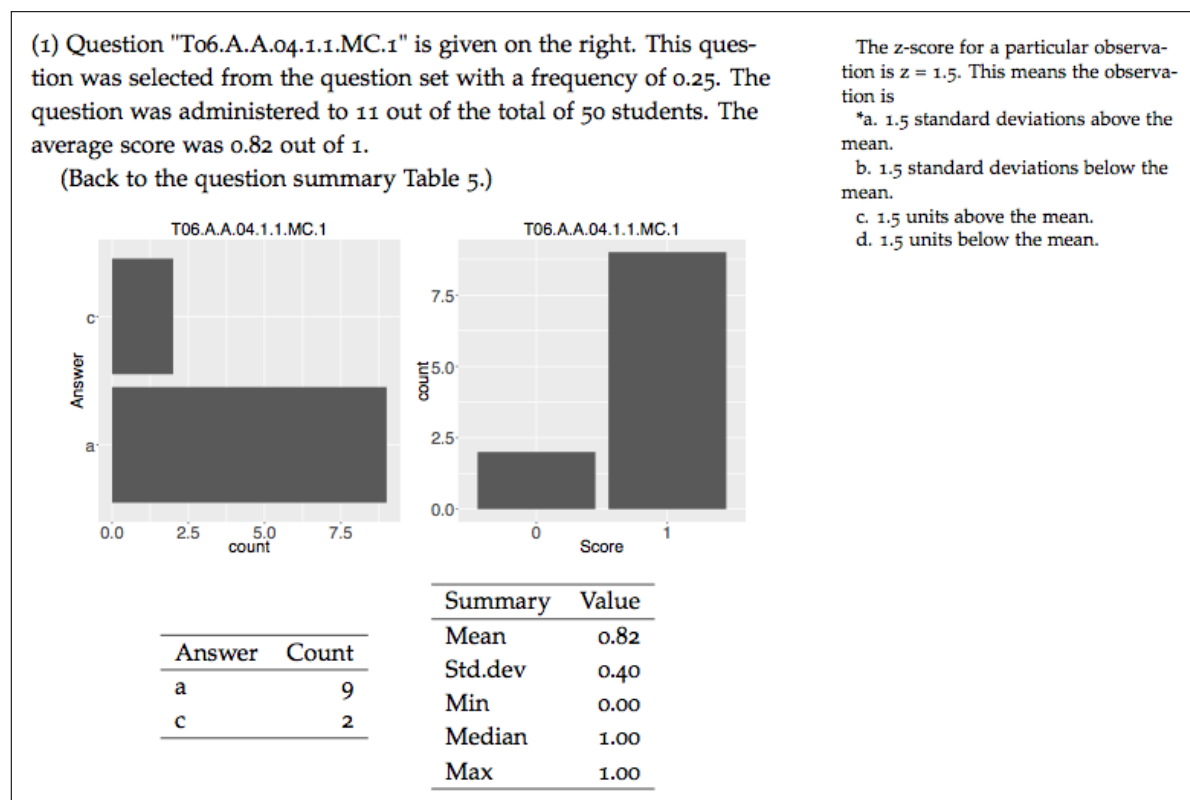 (1) Question "T06.A.A.04.1.1.MC.1" is given on the right. This ques-
tion was selected from the question set with a frequency of 0.25. The
question was administered to 11 out of the total of 50 students. The
average score was 0.82 out of 1.
(Back to the question summary Table 5.)
The z-score for a particular observa-
tion is z = 1.5. This means the observa-
tion is
*a. 1.5 standard deviations above the
mean.
b. 1.5 standard deviations below the
mean.
c. 1.5 units above the mean.
d. 1.5 units below the mean.
T06.A.A.04.1.1.MC.1
c
a
Answer
0.0 2.5 5.0 7.5
count
T06.A.A.04.1.1.MC.1
7.5
5.0
2.5
0.0
count
0 1
Score
Answer Count
a 9
c 2
Summary Value
Mean 0.82
Std.dev 0.40
Min 0.00
Median 1.00
Max 1.00